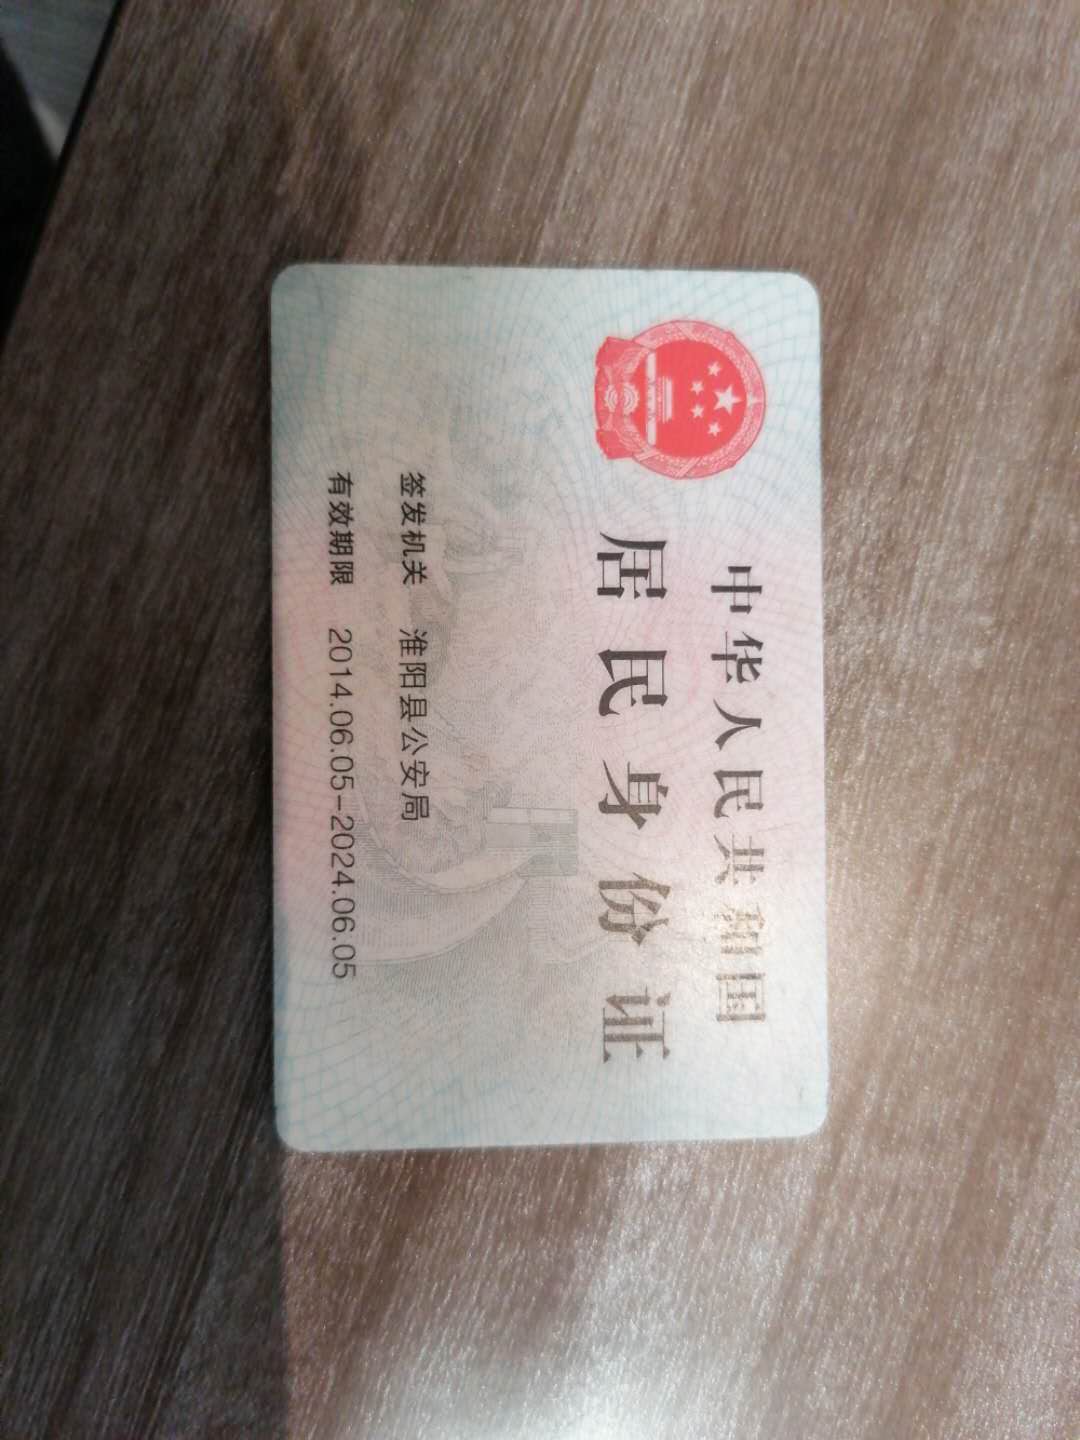 中华人民共和国
居民身份证
签发机关 淮阳县公安局
有效期限 2014.06.05-2024.06.05